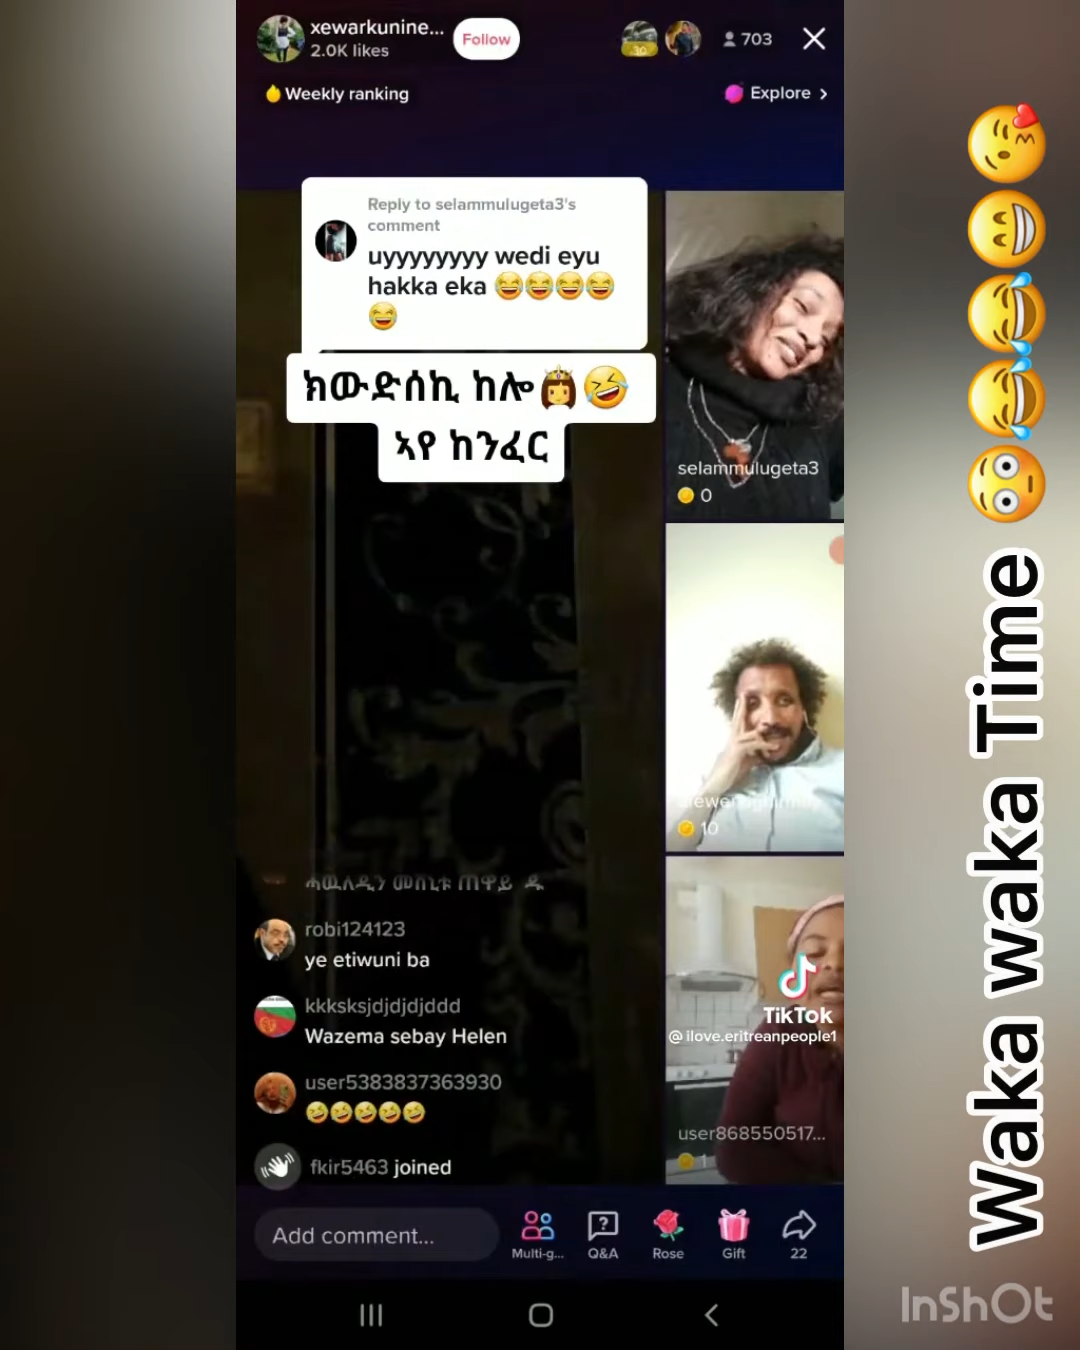 xewarkunine...
2.0K likes
Follow
30
703
Weekly ranking
Explore >
Reply to selammulugeta3's
comment
uyyyyyyyy wedi eyu
hakka eka 😂😂😂😂
😂
ክውድሰኪ ከሎ👸🤣
ኣየ ከንፈር
selammulugeta3
0
10
robi124123
ye etiwuni ba
kkksksjdjdjdjddd
Wazema sebay Helen
user5383837363930
🤣🤣🤣🤣🤣
fkir5463 joined
TikTok
@ilove.eritreanpeople1
user868550517...
1
Add comment...
Multi-g...
Q&A
Rose
Gift
22
Waka waka Time 😳😂😂😁😘
InShOt